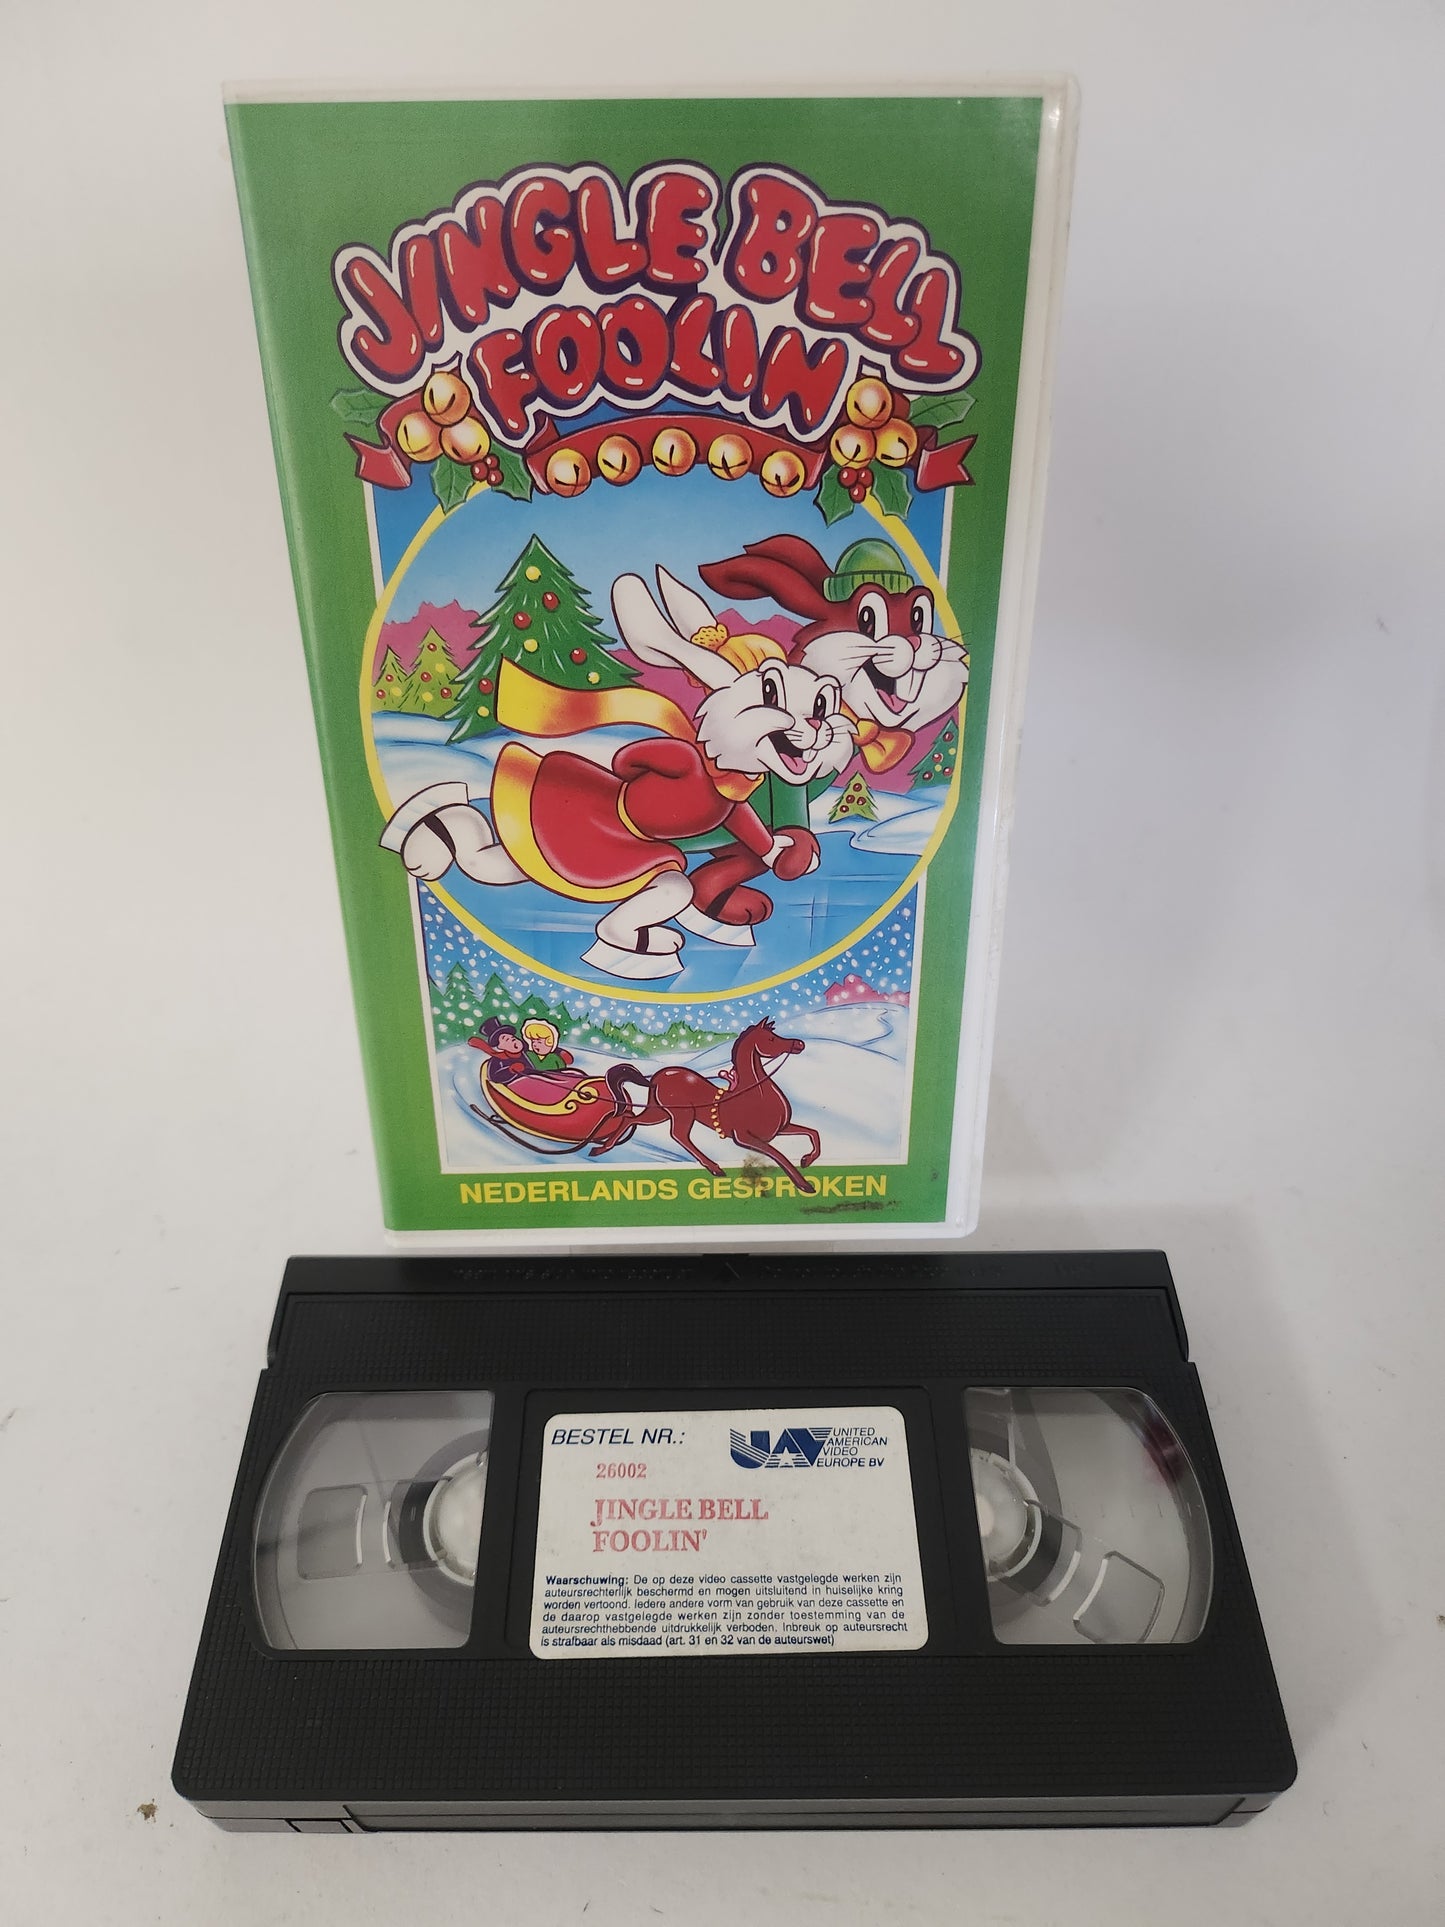 JINGLE BELL
FOOLIN
NEDERLANDS GESPROKEN
BESTEL NR.:
UAV
UNITED
AMERICAN
VIDEO
EUROPE BV
26002
JINGLE BELL
FOOLIN'
Waarschuwing: De op deze video cassette vastgelegde werken zijn
auteursrechterlijk beschermd en mogen uitsluitend in huiselijke kring
worden vertoond. Iedere andere vorm van gebruik van deze cassette en
de daarop vastgelegde werken zijn zonder toestemming van de
auteursrechthebbende uitdrukkelijk verboden. Inbreuk op auteursrecht
is strafbaar als misdaad (art. 31 en 32 van de auteurswet)